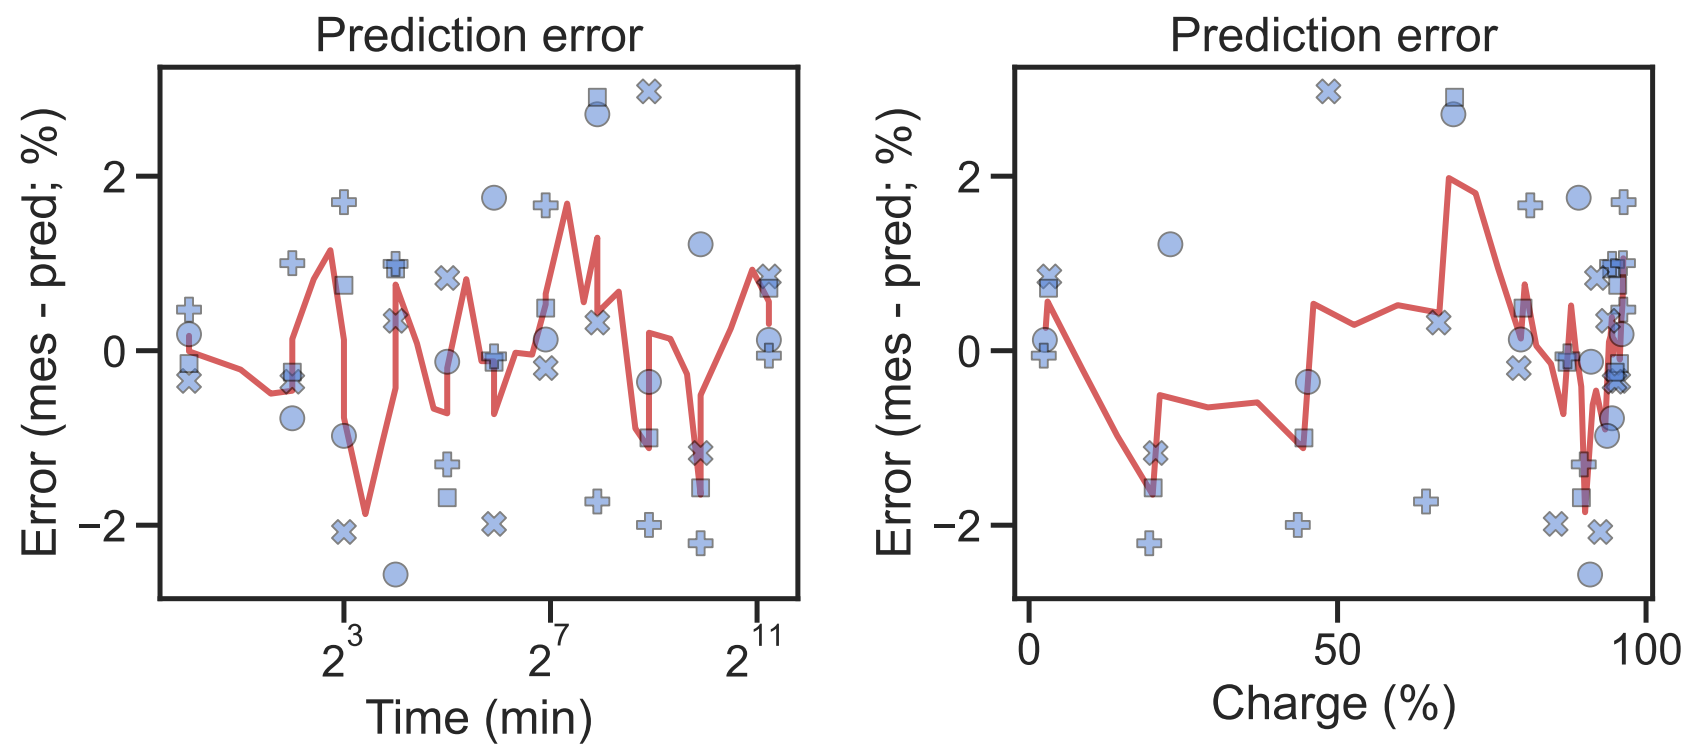 Prediction error
Error (mes - pred; %)
2
0
−2
2^3
2^7
2^11
Time (min)
Prediction error
Error (mes - pred; %)
2
0
−2
0
50
100
Charge (%)